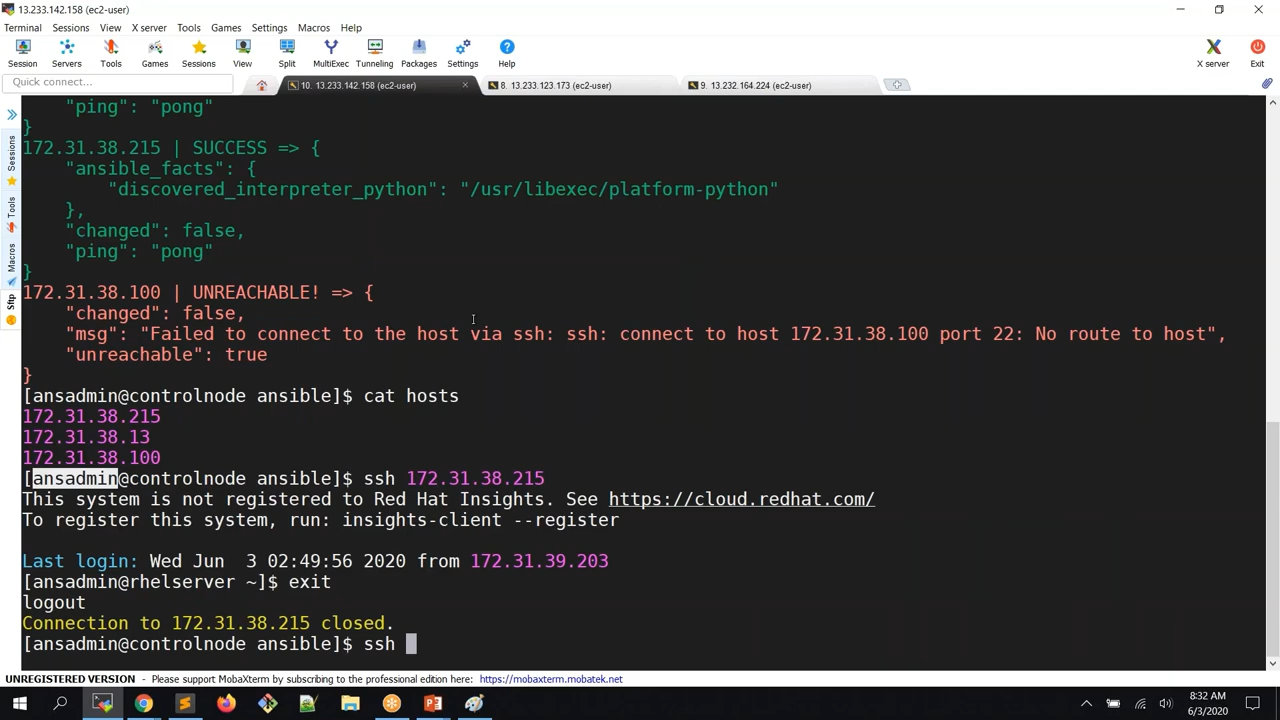 13.233.142.158 (ec2-user)
Terminal Sessions View X server Tools Games Settings Macros Help
Session Servers Tools Games Sessions View Split MultiExec Tunneling Packages Settings Help X server Exit
Quick connect...
10. 13.233.142.158 (ec2-user)
8. 13.233.123.173 (ec2-user)
9. 13.232.164.224 (ec2-user)
Sessions
Tools
Macros
Sftp
"ping": "pong"
}
172.31.38.215 | SUCCESS => {
"ansible_facts": {
"discovered_interpreter_python": "/usr/libexec/platform-python"
},
"changed": false,
"ping": "pong"
}
172.31.38.100 | UNREACHABLE! => {
"changed": false,
"msg": "Failed to connect to the host via ssh: ssh: connect to host 172.31.38.100 port 22: No route to host",
"unreachable": true
}
[ansadmin@controlnode ansible]$ cat hosts
172.31.38.215
172.31.38.13
172.31.38.100
[ansadmin@controlnode ansible]$ ssh 172.31.38.215
This system is not registered to Red Hat Insights. See https://cloud.redhat.com/
To register this system, run: insights-client --register
Last login: Wed Jun  3 02:49:56 2020 from 172.31.39.203
[ansadmin@rhelserver ~]$ exit
logout
Connection to 172.31.38.215 closed.
[ansadmin@controlnode ansible]$ ssh
UNREGISTERED VERSION - Please support MobaXterm by subscribing to the professional edition here: https://mobaxterm.mobatek.net
8:32 AM
6/3/2020